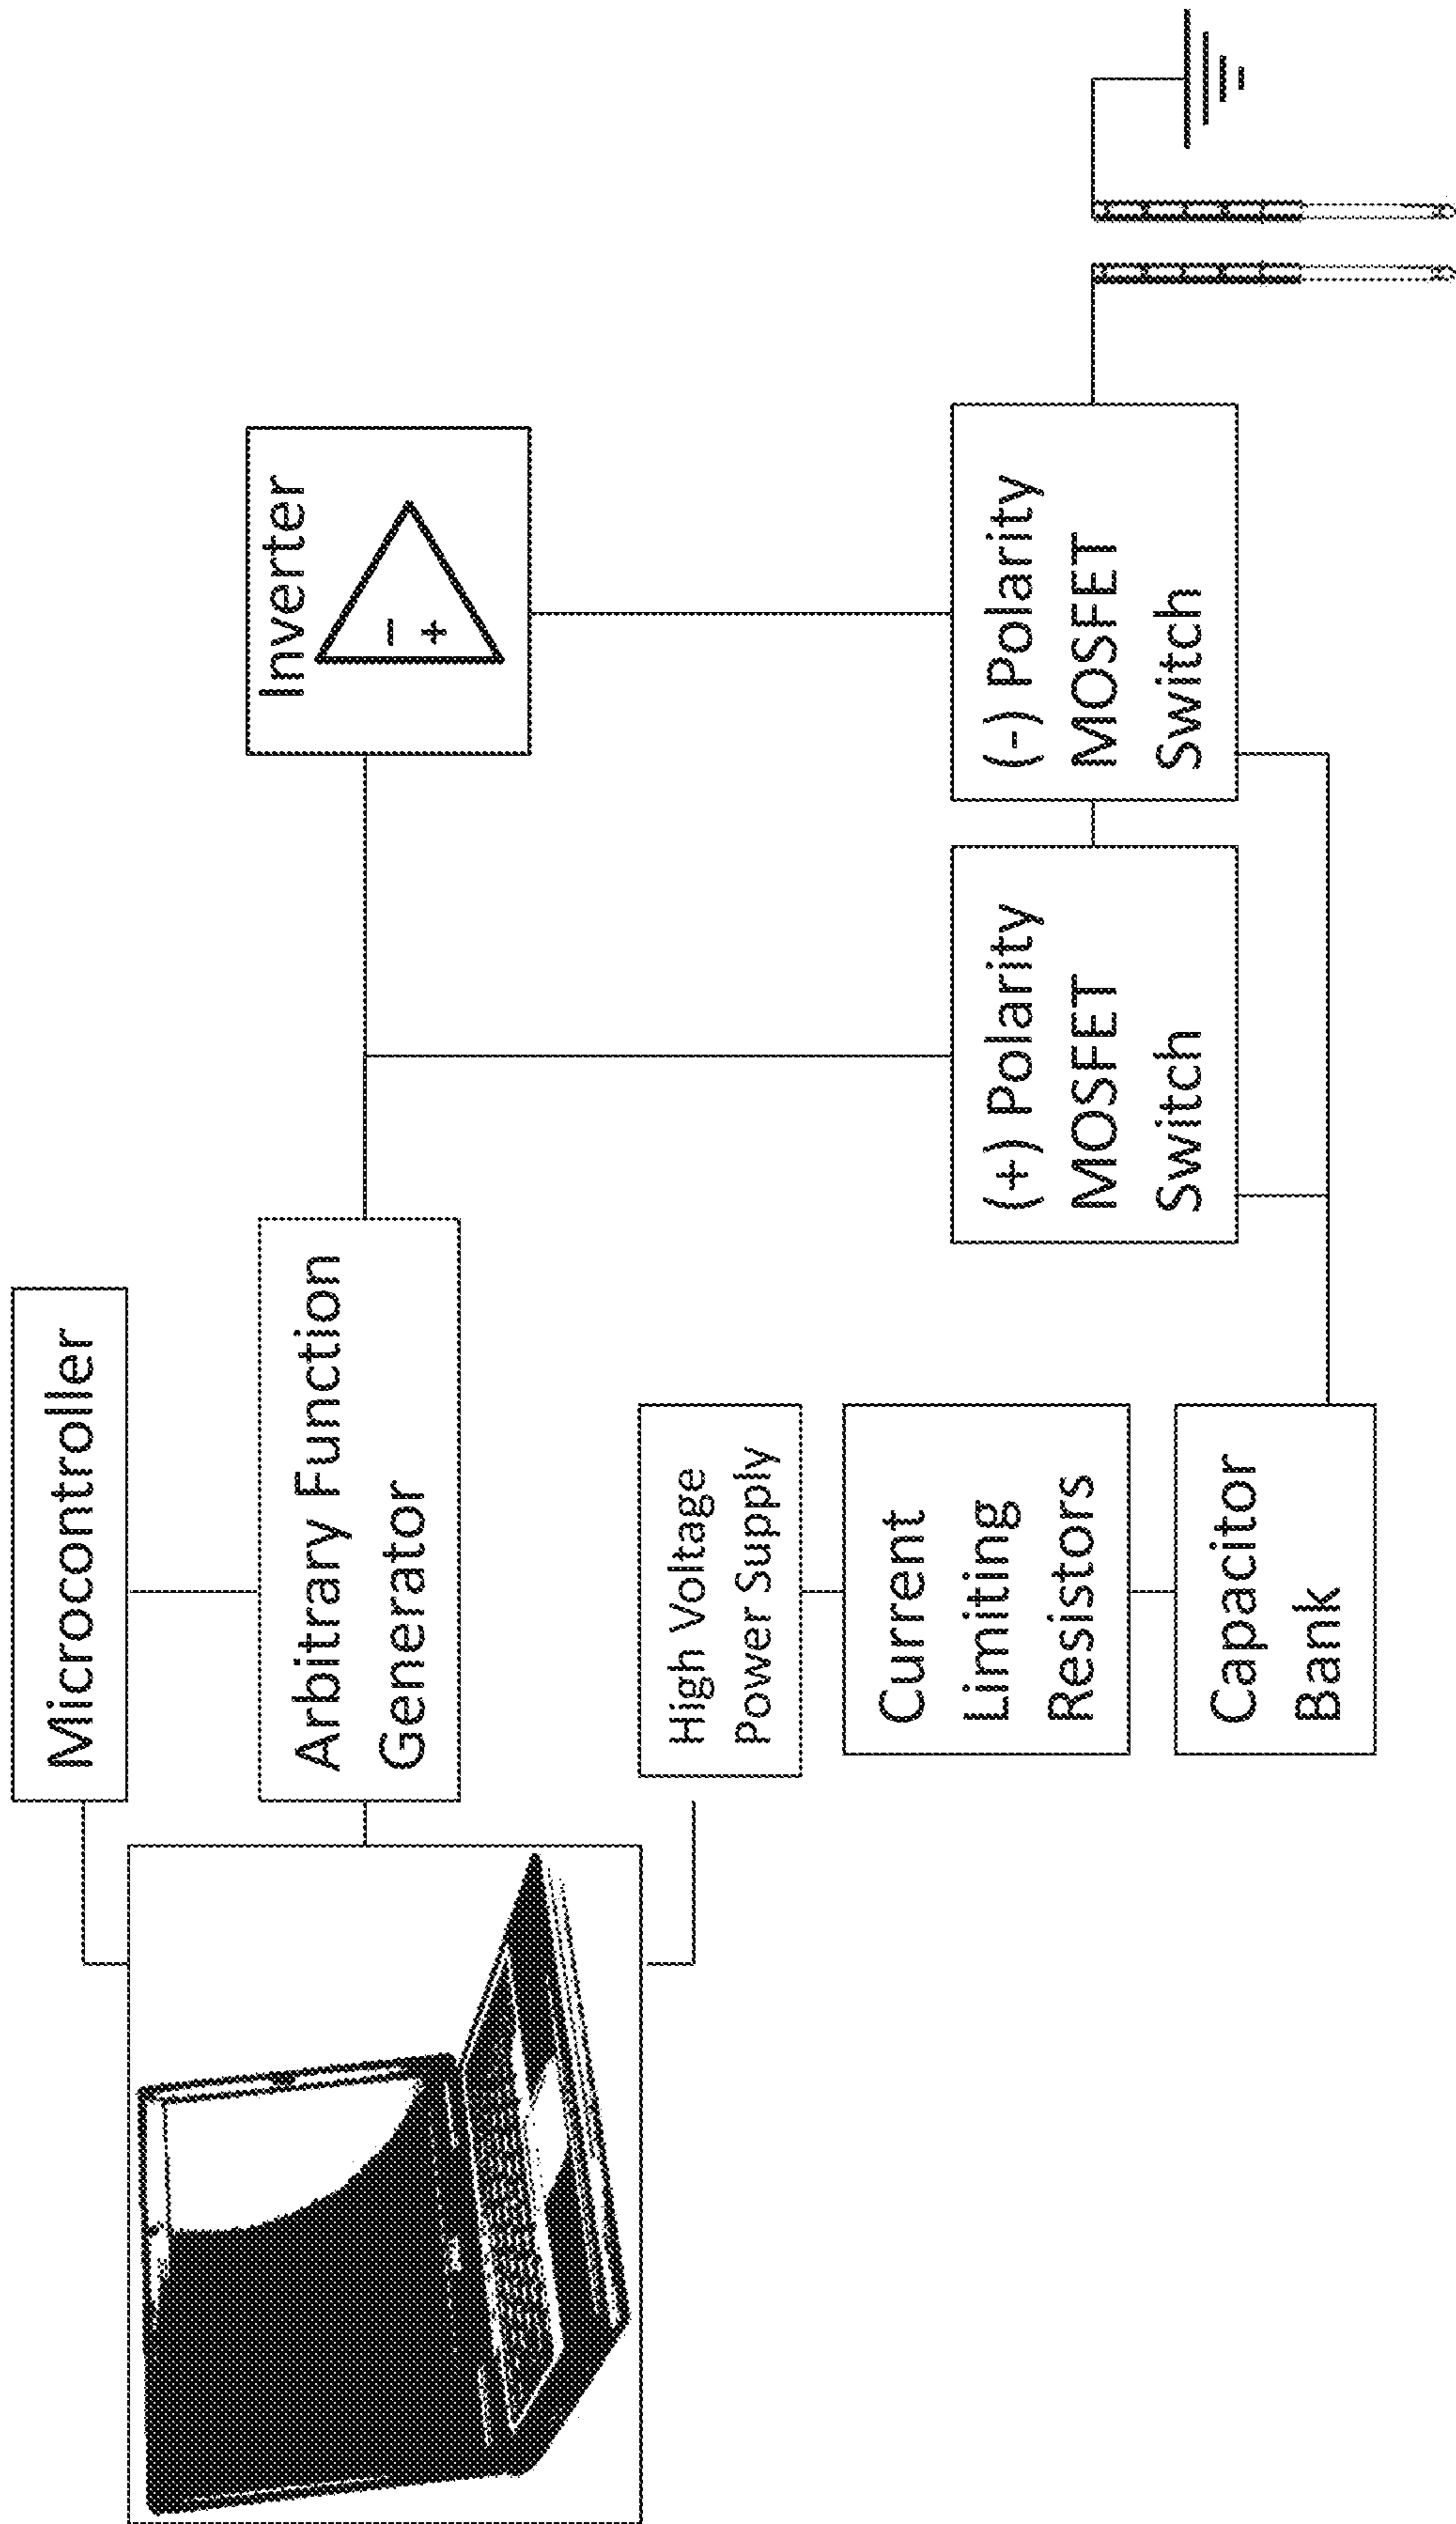 Microcontroller
Arbitrary Function
Generator
Inverter
−
+
High Voltage
Power Supply
Current
Limiting
Resistors
Capacitor
Bank
(+) Polarity
MOSFET
Switch
(-) Polarity
MOSFET
Switch